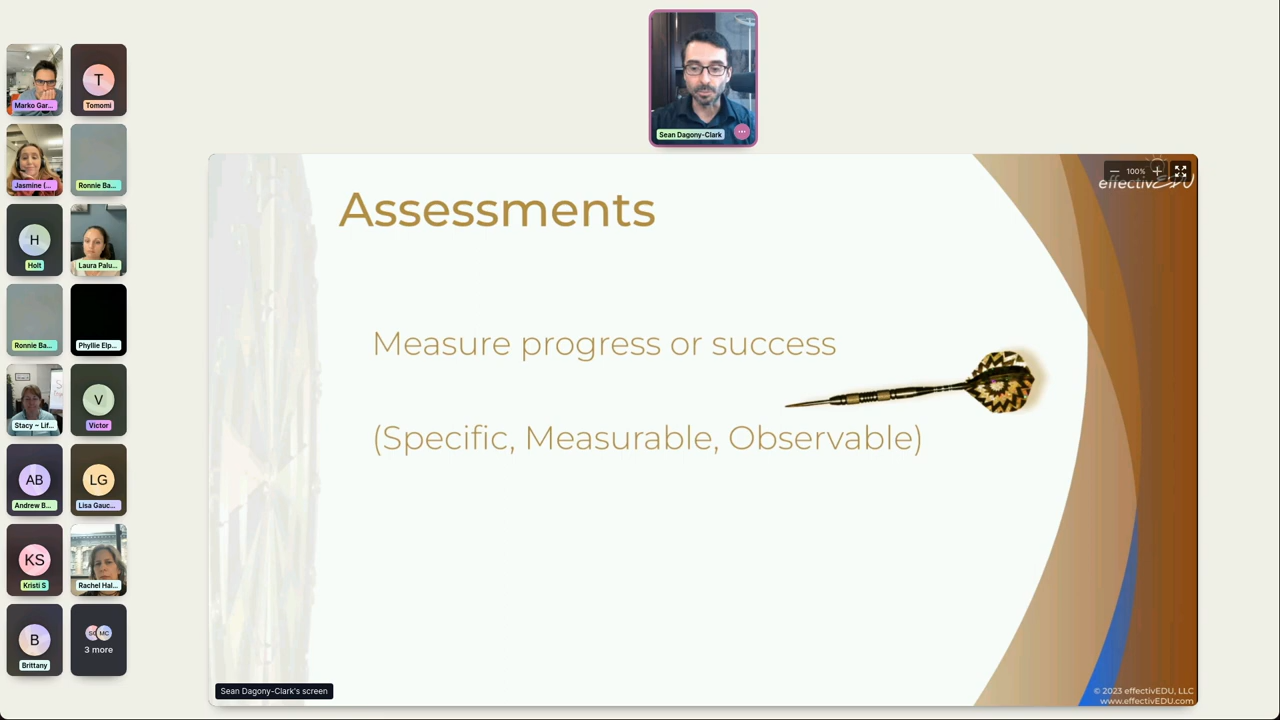 Sean Dagony-Clark
Marko Gar...
T
Tomomi
Jasmine (...
Ronnie Ba...
H
Holt
Laura Palu...
Ronnie Ba...
Phyllie Elp...
Stacy ~ Lif...
V
Victor
AB
Andrew B...
LG
Lisa Gauc...
KS
Kristi S
Rachel Hal...
B
Brittany
MC
3 more
100%
effectivEDU
Assessments
Measure progress or success
(Specific, Measurable, Observable)
Sean Dagony-Clark's screen
© 2023 effectivEDU, LLC
www.effectivEDU.com